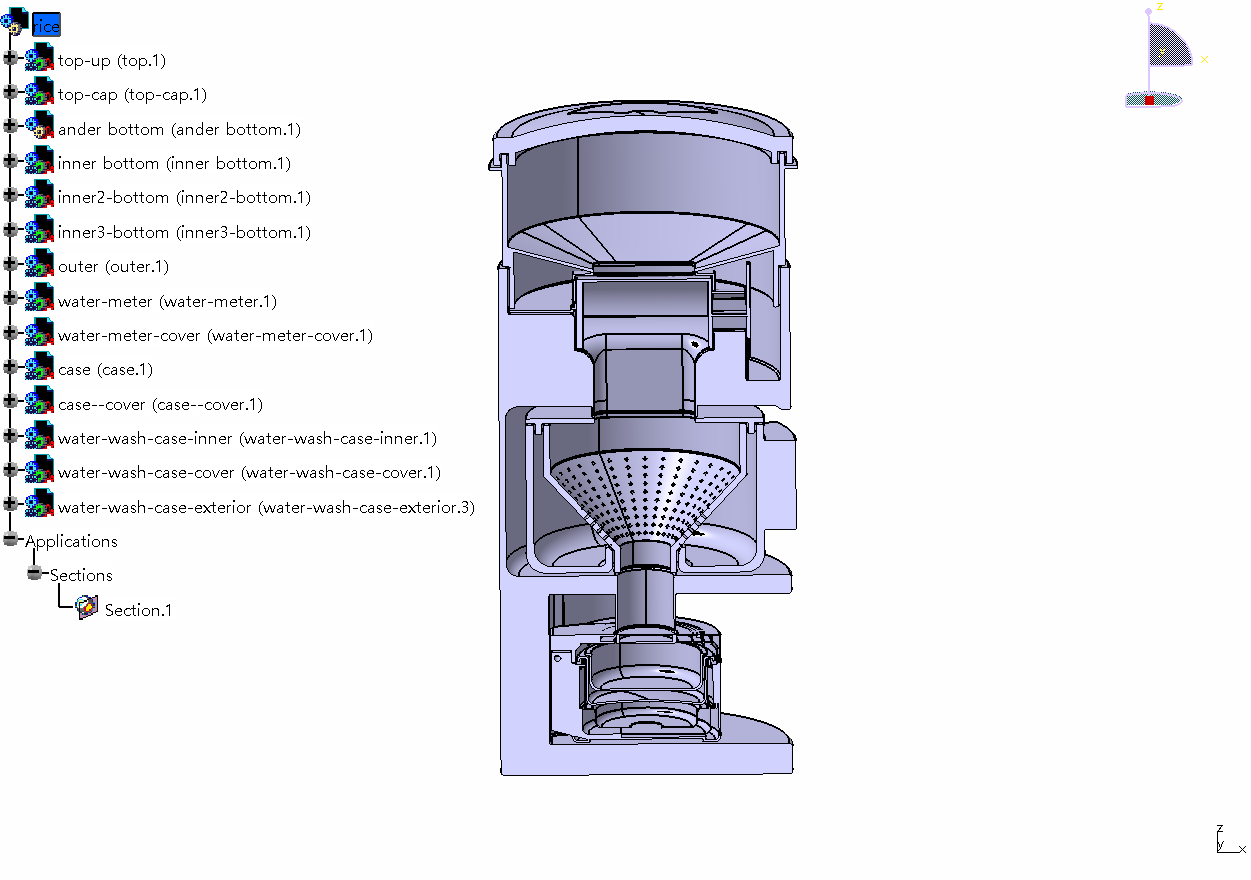 rice
top-up (top.1)
top-cap (top-cap.1)
ander bottom (ander bottom.1)
inner bottom (inner bottom.1)
inner2-bottom (inner2-bottom.1)
inner3-bottom (inner3-bottom.1)
outer (outer.1)
water-meter (water-meter.1)
water-meter-cover (water-meter-cover.1)
case (case.1)
case--cover (case--cover.1)
water-wash-case-inner (water-wash-case-inner.1)
water-wash-case-cover (water-wash-case-cover.1)
water-wash-case-exterior (water-wash-case-exterior.3)
Applications
Sections
Section.1
z
x
y
z
y
x